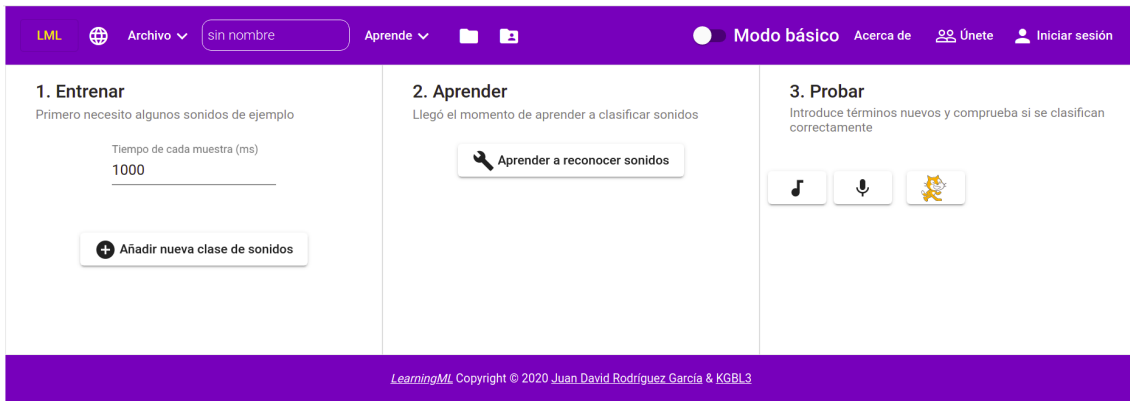 LML Archivo sin nombre Aprende Modo básico Acerca de Únete Iniciar sesión
1. Entrenar
Primero necesito algunos sonidos de ejemplo
Tiempo de cada muestra (ms)
1000
Añadir nueva clase de sonidos
2. Aprender
Llegó el momento de aprender a clasificar sonidos
Aprender a reconocer sonidos
3. Probar
Introduce términos nuevos y comprueba si se clasifican
correctamente
LearningML Copyright © 2020 Juan David Rodríguez García & KGBL3